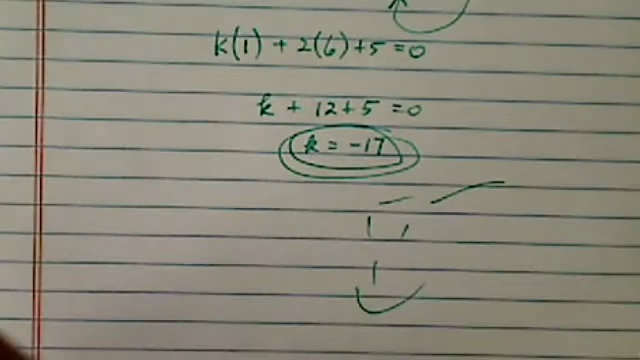 k(1) + 2(6) + 5 = 0
k + 12 + 5 = 0
k = -17